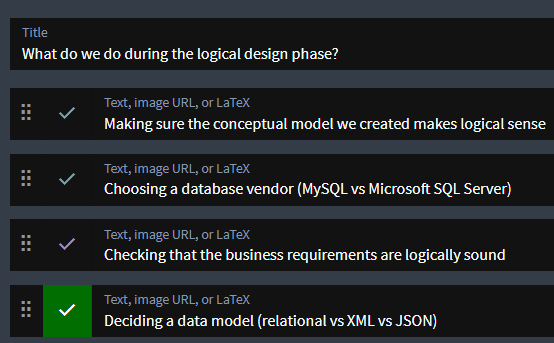 Title
What do we do during the logical design phase?
Text, image URL, or LaTeX
Making sure the conceptual model we created makes logical sense
Text, image URL, or LaTeX
Choosing a database vendor (MySQL vs Microsoft SQL Server)
Text, image URL, or LaTeX
Checking that the business requirements are logically sound
Text, image URL, or LaTeX
Deciding a data model (relational vs XML vs JSON)